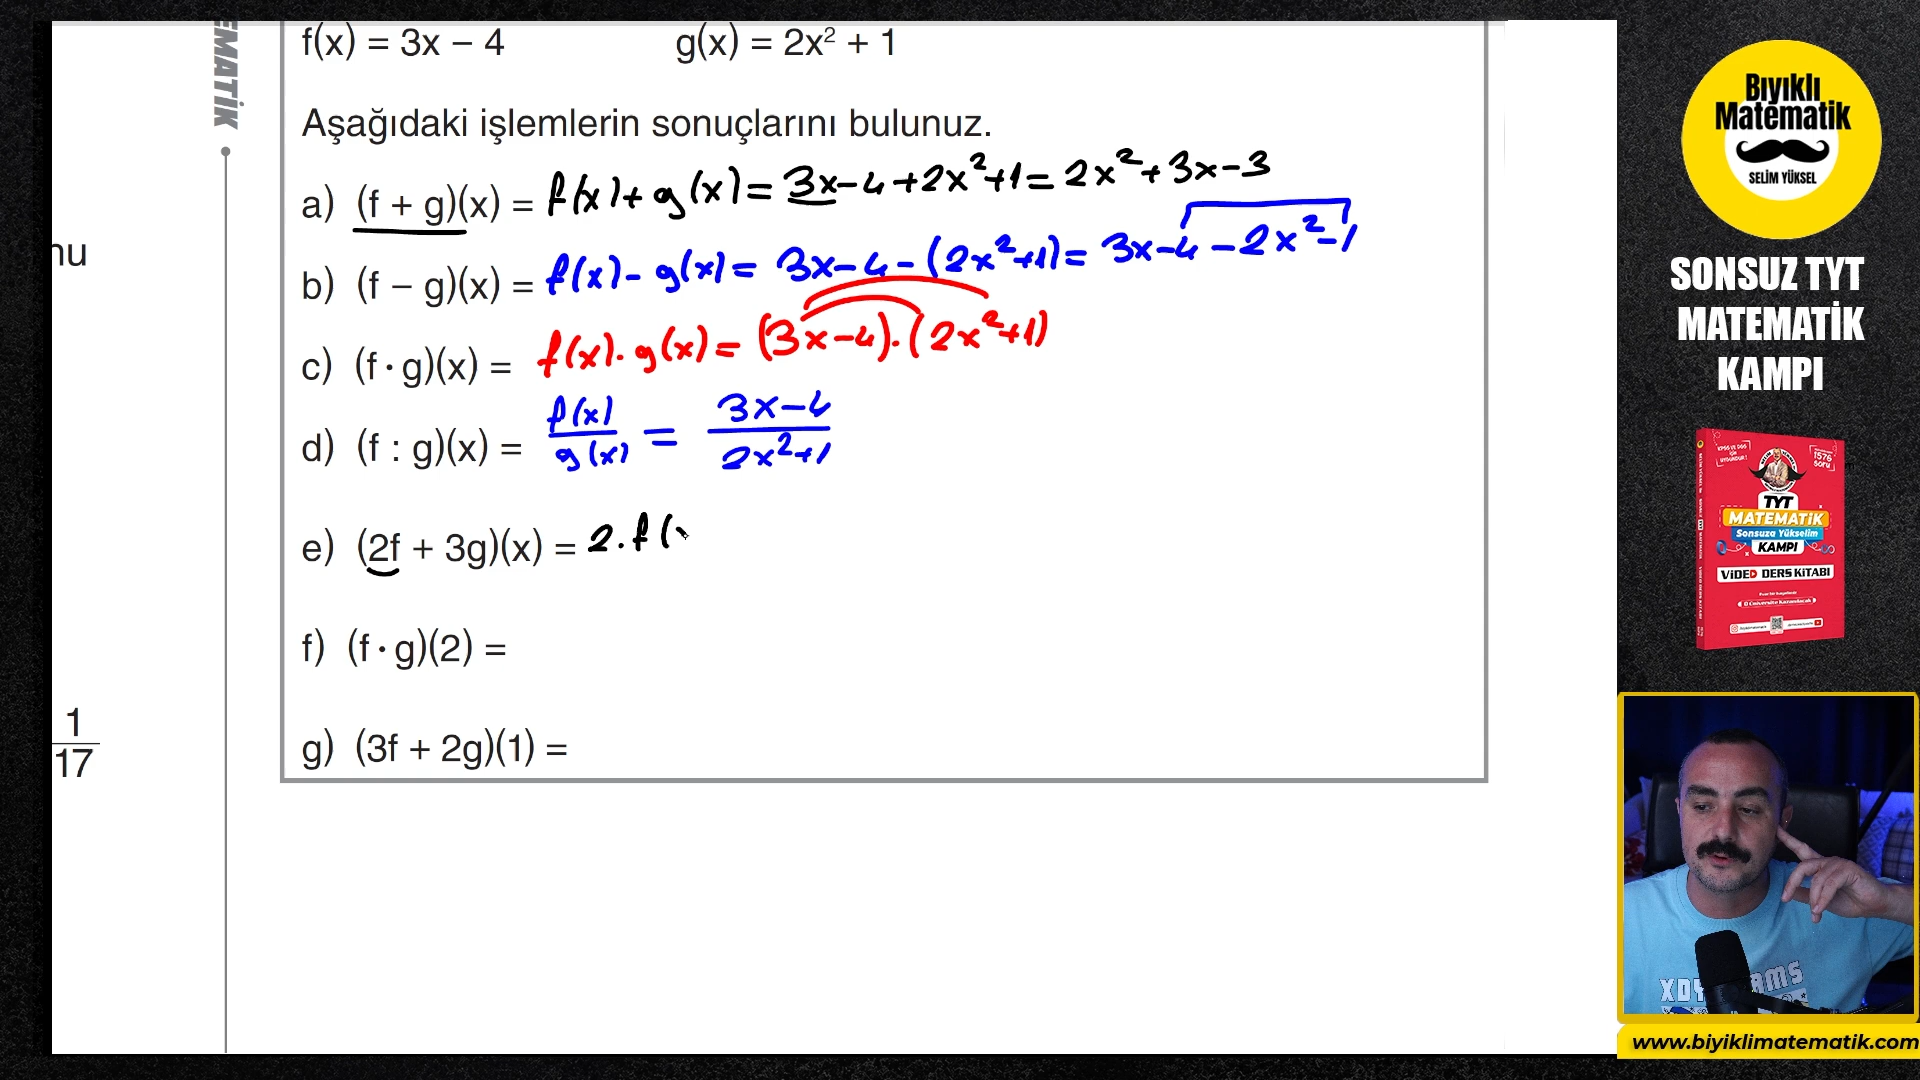 EMATİK
f(x) = 3x – 4
g(x) = 2x² + 1
Aşağıdaki işlemlerin sonuçlarını bulunuz.
a) (f + g)(x) = f(x)+g(x)= 3x-4+2x²+1= 2x²+3x-3
b) (f – g)(x) = f(x)-g(x)= 3x-4-(2x²+1)= 3x-4-2x²-1
c) (f · g)(x) = f(x).g(x)= (3x-4).(2x²+1)
d) (f : g)(x) = f(x)/g(x) = 3x-4/2x²+1
e) (2f + 3g)(x) = 2.f(
f) (f · g)(2) =
g) (3f + 2g)(1) =
nu
1
17
Bıyıklı
Matematik
SELİM YÜKSEL
SONSUZ TYT
MATEMATİK
KAMPI
1576
soru
TYT
MATEMATİK
Sonsuza Yükselim
KAMPI
VİDEO DERS KİTABI
www.biyiklimatematik.com